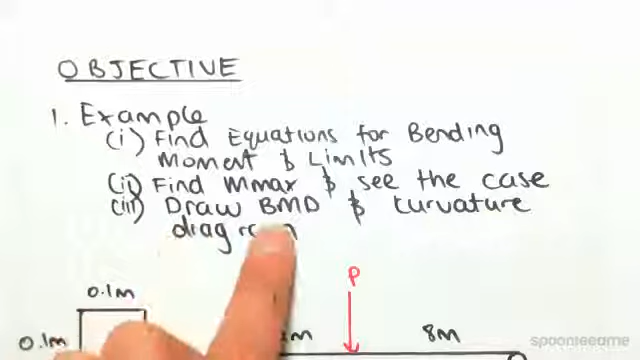 OBJECTIVE
1. Example
(i) Find Equations for Bending
Moment & Limits
(ii) Find Mmax & see the case
(iii) Draw BMD & curvature
P
0.1m
0.1m
8m
spoonfeedme